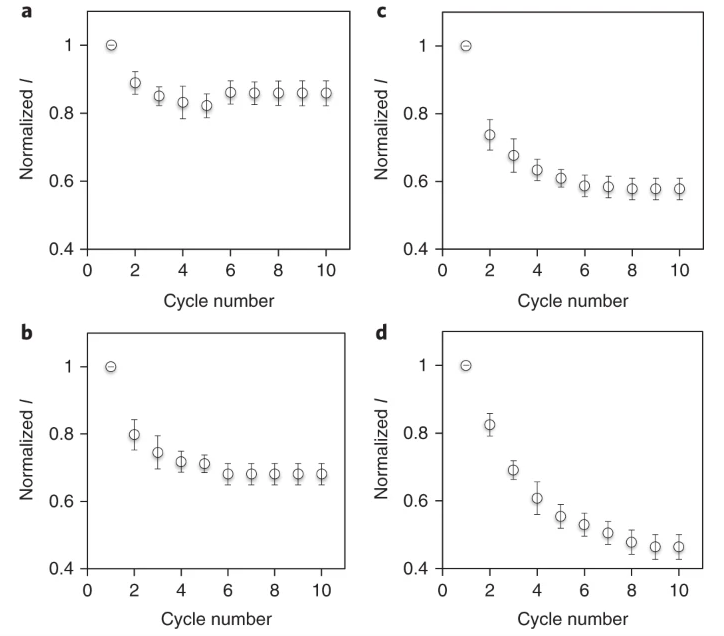 a
1
0.8
0.6
0.4
Normalized I
0 2 4 6 8 10
Cycle number
c
1
0.8
0.6
0.4
Normalized I
0 2 4 6 8 10
Cycle number
b
1
0.8
0.6
0.4
Normalized I
0 2 4 6 8 10
Cycle number
d
1
0.8
0.6
0.4
Normalized I
0 2 4 6 8 10
Cycle number